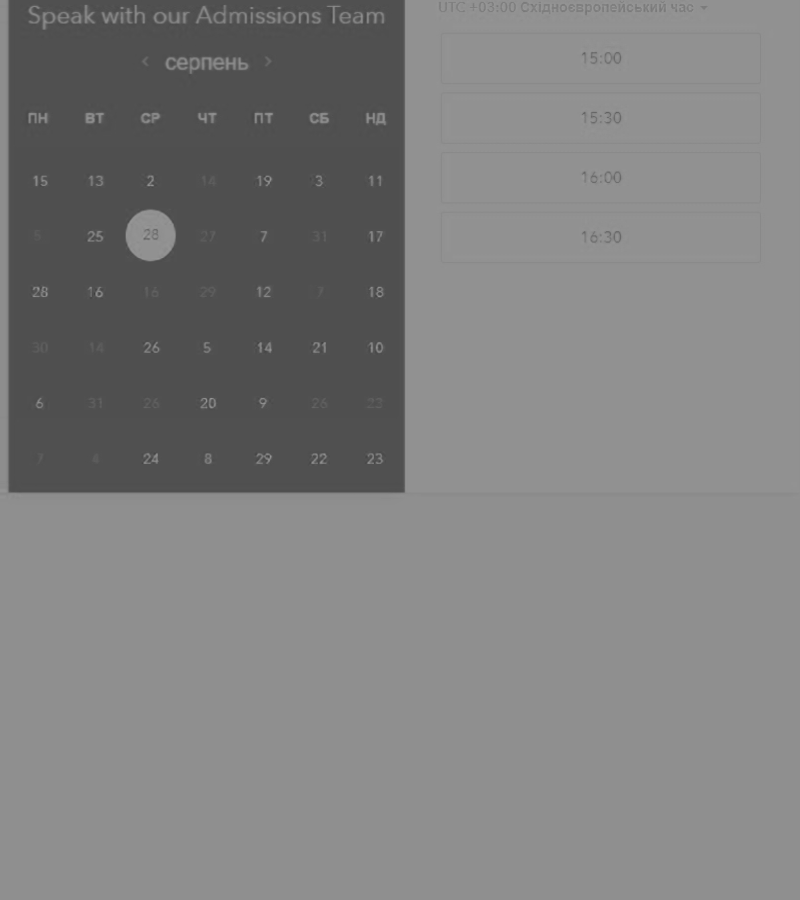 Speak with our Admissions Team
UTC +03:00 Східноєвропейський час
серпень
ПН ВТ СР ЧТ ПТ СБ НД
15 13 2 14 19 3 11
25 28 27 7 31 17
28 16 16 29 12 7 18
30 14 26 5 14 21 10
6 31 26 20 9 26 23
7 4 24 8 29 22 23
15:00
15:30
16:00
16:30